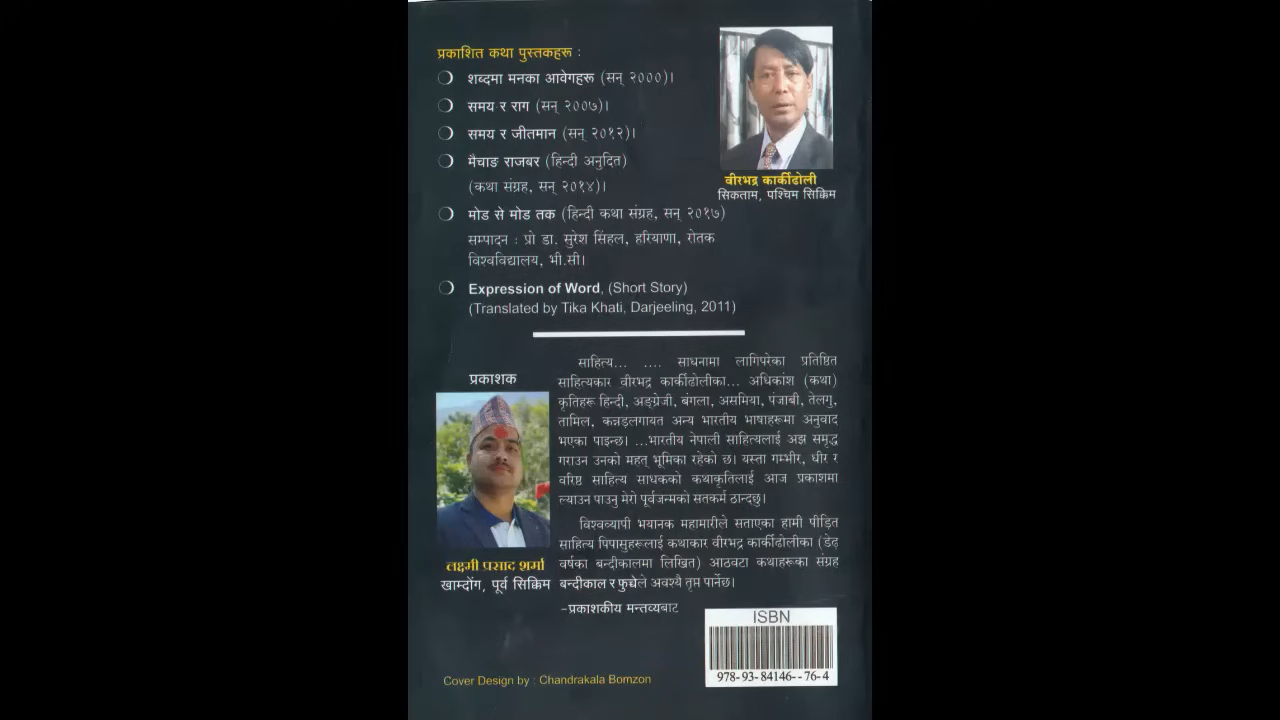 प्रकाशित कथा पुस्तकहरू :
शब्दमा मनका आवेगहरू (सन् २०००)।
समय र राग (सन् २००७)।
समय र जीतमान (सन् २०१२)।
मैचाङ राजबर (हिन्दी अनुदित)
(कथा संग्रह, सन् २०१४)।
मोड से मोड तक (हिन्दी कथा संग्रह, सन् २०१७)
सम्पादन : प्रो डा. सुरेश सिंहल, हरियाणा, रोतक
विश्वविद्यालय, भी.सी।
Expression of Word, (Short Story)
(Translated by Tika Khati, Darjeeling, 2011)
वीरभद्र कार्कीढोली
सिकताम, पश्चिम सिक्किम
प्रकाशक
लक्ष्मी प्रसाद शर्मा
खाम्दोंग, पूर्व सिक्किम
साहित्य... .... साधनामा लागिपरेका प्रतिष्ठित
साहित्यकार वीरभद्र कार्कीढोलीका... अधिकांश (कथा)
कृतिहरू हिन्दी, अङ्ग्रेजी, बंगला, असमिया, पंजाबी, तेलगु,
तामिल, कन्नड़लगायत अन्य भारतीय भाषाहरूमा अनुवाद
भएका पाइन्छ। ...भारतीय नेपाली साहित्यलाई अझ समृद्ध
गराउन उनको महत् भूमिका रहेको छ। यस्ता गम्भीर, धीर र
वरिष्ठ साहित्य साधकको कथाकृतिलाई आज प्रकाशमा
ल्याउन पाउनु मेरो पूर्वजन्मको सतकर्म ठान्दछु।
विश्वव्यापी भयानक महामारीले सताएका हामी पीड़ित
साहित्य पिपासुहरूलाई कथाकार वीरभद्र कार्कीढोलीका (डेढ़
वर्षका बन्दीकालमा लिखित) आठवटा कथाहरूका संग्रह
बन्दीकाल र फुच्चेले अवश्यै तृप्त पार्नेछ।
-प्रकाशकीय मन्तव्यबाट
ISBN
978-93-84146--76-4
Cover Design by : Chandrakala Bomzon